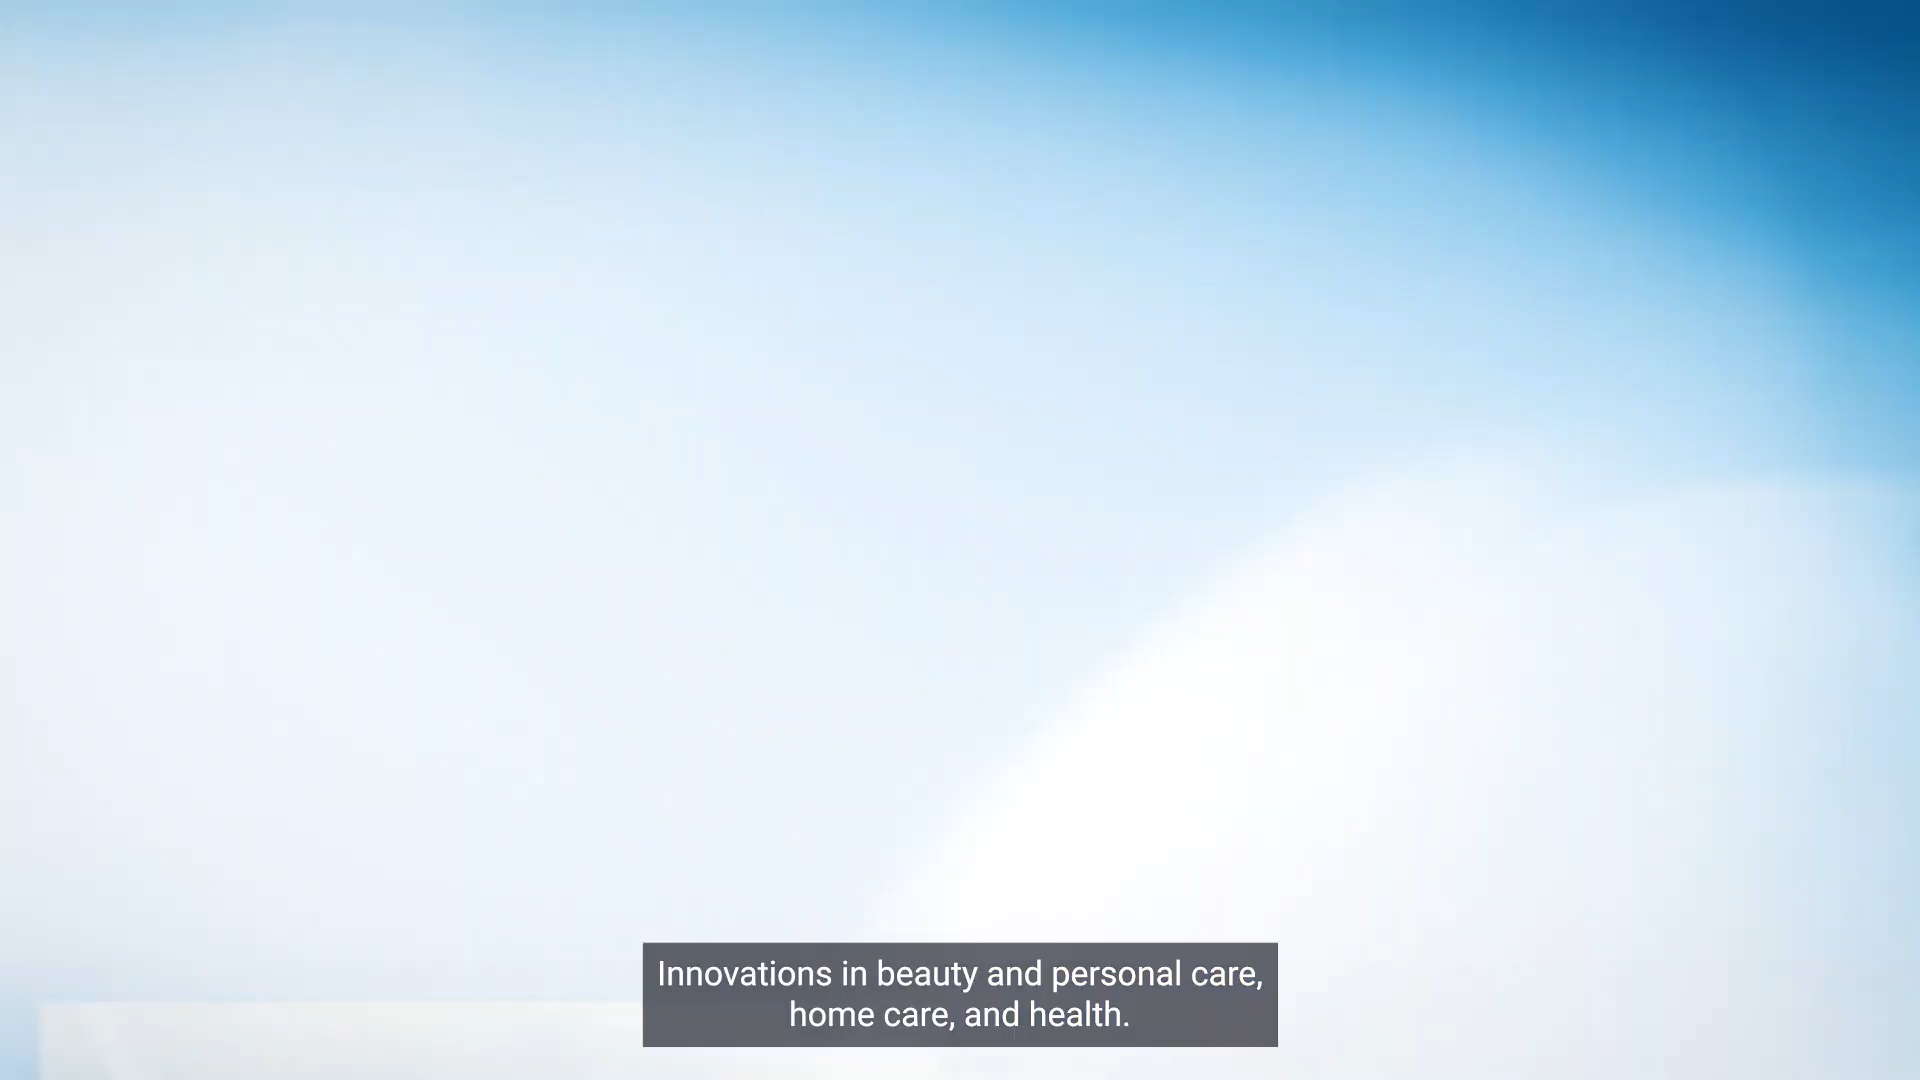 Innovations in beauty and personal care,
home care, and health.